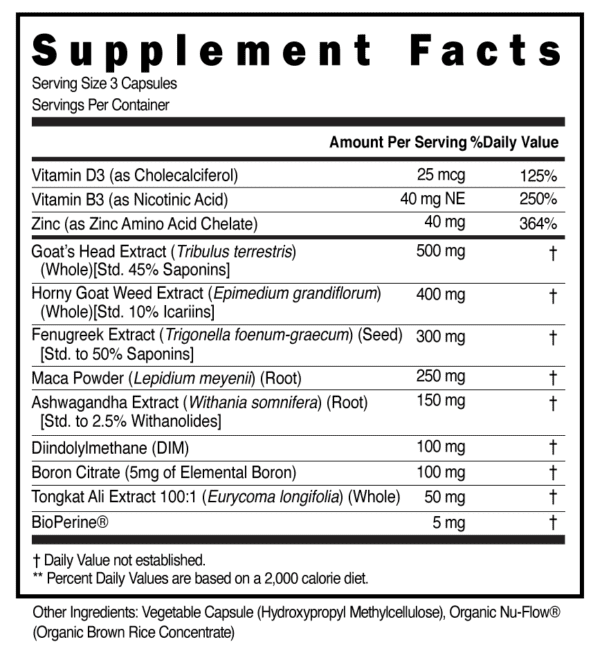 Supplement Facts
Serving Size 3 Capsules
Servings Per Container
Amount Per Serving %Daily Value
Vitamin D3 (as Cholecalciferol) 25 mcg 125%
Vitamin B3 (as Nicotinic Acid) 40 mg NE 250%
Zinc (as Zinc Amino Acid Chelate) 40 mg 364%
Goat's Head Extract (Tribulus terrestris) 500 mg †
(Whole)[Std. 45% Saponins]
Horny Goat Weed Extract (Epimedium grandiflorum) 400 mg †
(Whole)[Std. 10% Icariins]
Fenugreek Extract (Trigonella foenum-graecum) (Seed) 300 mg †
[Std. to 50% Saponins]
Maca Powder (Lepidium meyenii) (Root) 250 mg †
Ashwagandha Extract (Withania somnifera) (Root) 150 mg †
[Std. to 2.5% Withanolides]
Diindolylmethane (DIM) 100 mg †
Boron Citrate (5mg of Elemental Boron) 100 mg †
Tongkat Ali Extract 100:1 (Eurycoma longifolia) (Whole) 50 mg †
BioPerine® 5 mg †
† Daily Value not established.
** Percent Daily Values are based on a 2,000 calorie diet.
Other Ingredients: Vegetable Capsule (Hydroxypropyl Methylcellulose), Organic Nu-Flow®
(Organic Brown Rice Concentrate)